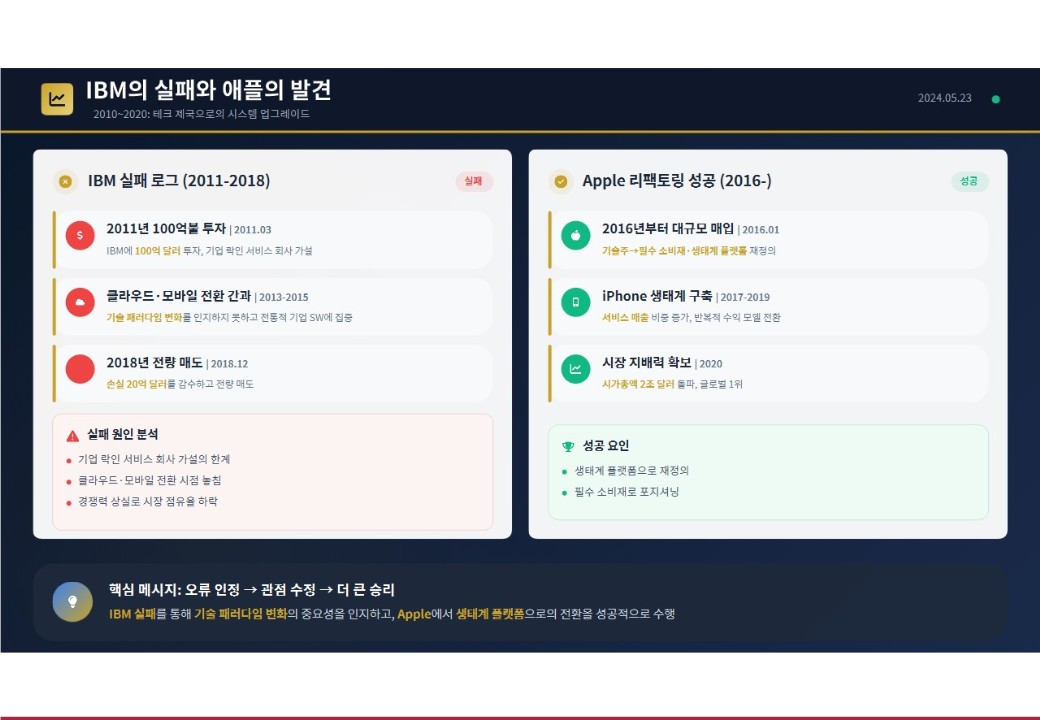 IBM의 실패와 애플의 발견
2010~2020: 테크 제국으로의 시스템 업그레이드
2024.05.23
IBM 실패 로그 (2011-2018)
실패
2011년 100억불 투자 | 2011.03
IBM에 100억 달러 투자, 기업 락인 서비스 회사 가설
클라우드·모바일 전환 간과 | 2013-2015
기술 패러다임 변화를 인지하지 못하고 전통적 기업 SW에 집중
2018년 전량 매도 | 2018.12
손실 20억 달러를 감수하고 전량 매도
실패 원인 분석
기업 락인 서비스 회사 가설의 한계
클라우드·모바일 전환 시점 놓침
경쟁력 상실로 시장 점유율 하락
Apple 리팩토링 성공 (2016-)
성공
2016년부터 대규모 매입 | 2016.01
기술주→필수 소비재·생태계 플랫폼 재정의
iPhone 생태계 구축 | 2017-2019
서비스 매출 비중 증가, 반복적 수익 모델 전환
시장 지배력 확보 | 2020
시가총액 2조 달러 돌파, 글로벌 1위
성공 요인
생태계 플랫폼으로 재정의
필수 소비재로 포지셔닝
핵심 메시지: 오류 인정 → 관점 수정 → 더 큰 승리
IBM 실패를 통해 기술 패러다임 변화의 중요성을 인지하고, Apple에서 생태계 플랫폼으로의 전환을 성공적으로 수행